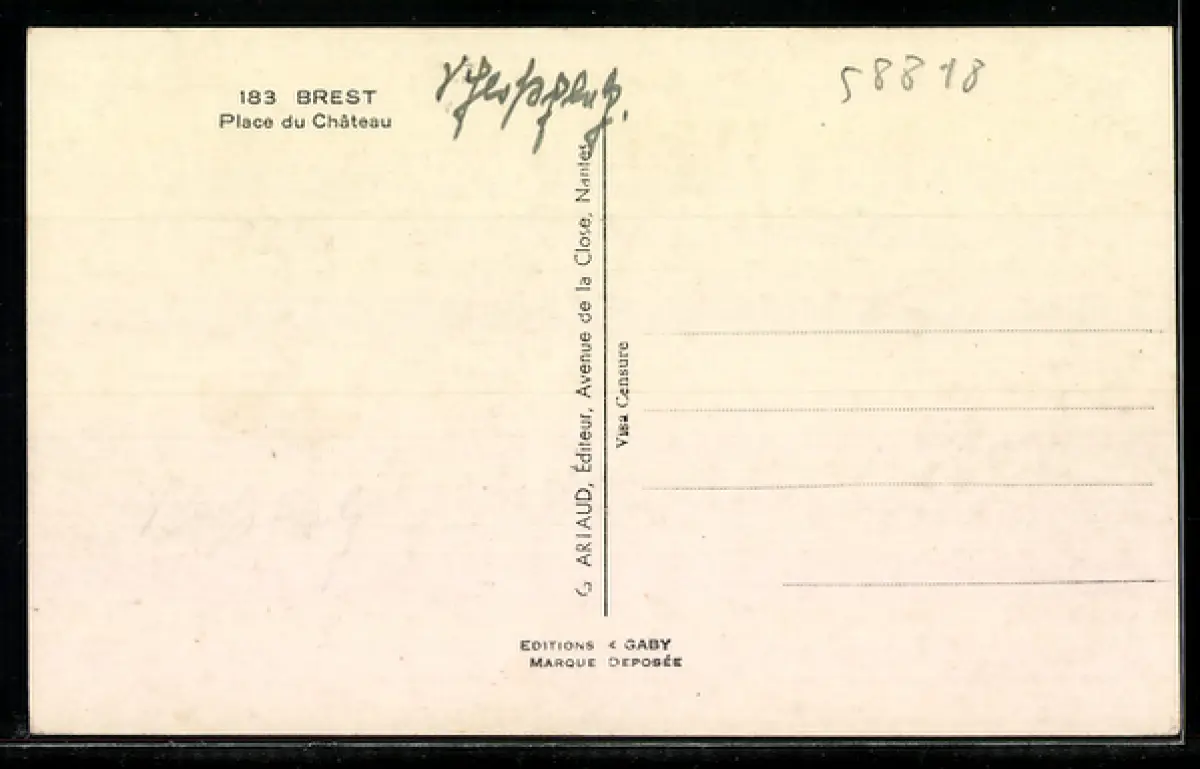 183 BREST
Place du Château
Schloßplatz.
58818
G ARTAUD, Éditeur, Avenue de la Close, Nantes
Visa Censure
EDITIONS « GABY
MARQUE DEPOSÉE